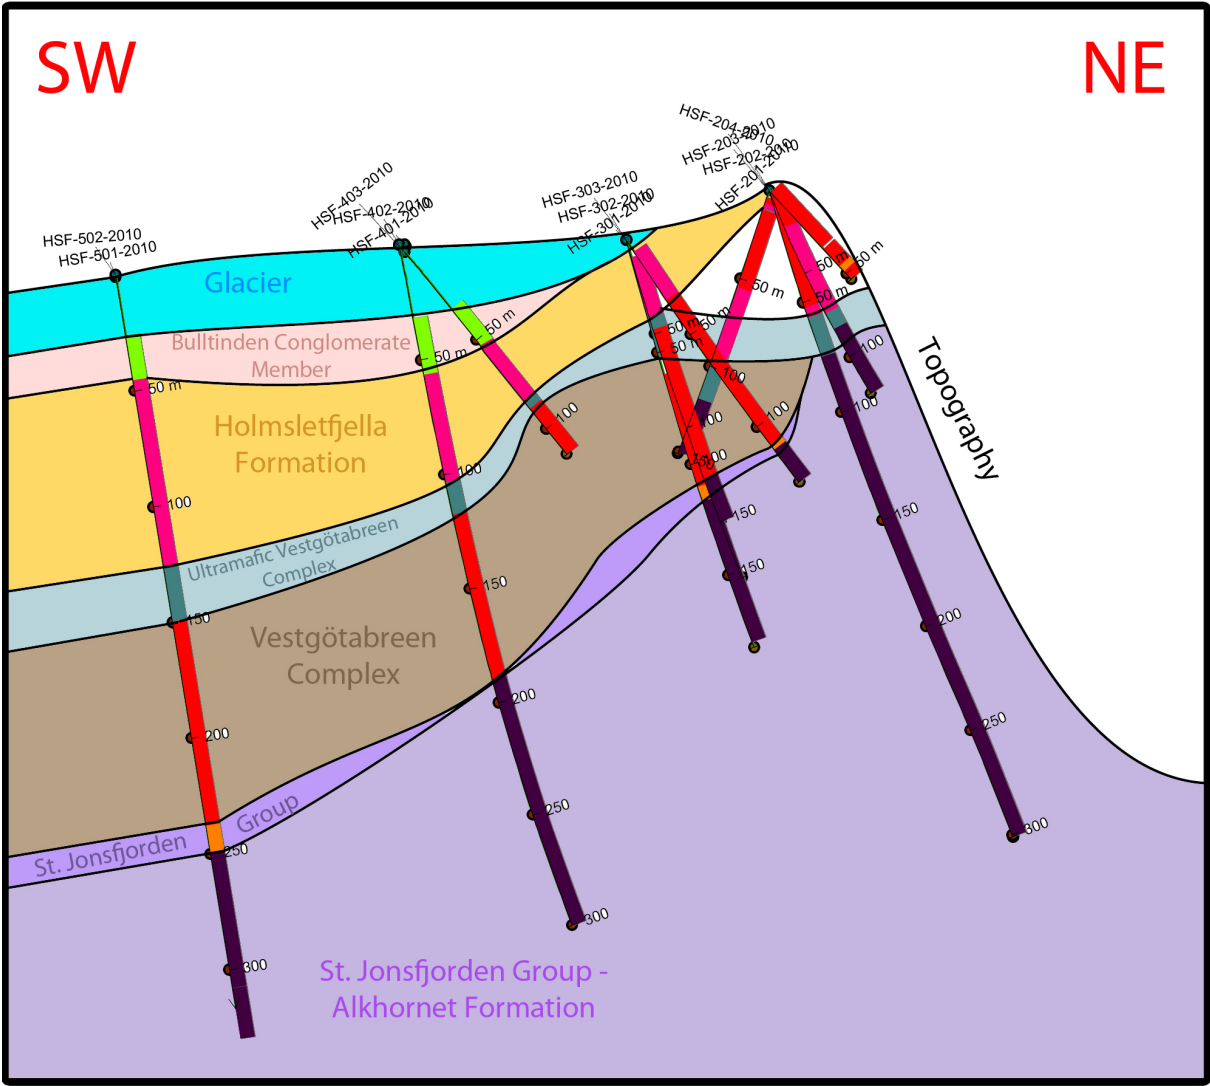 SW
NE
HSF-204-2010
HSF-203-2010
HSF-202-2010
HSF-201-2010
HSF-403-2010
HSF-402-2010
HSF-401-2010
HSF-303-2010
HSF-302-2010
HSF-301-2010
HSF-502-2010
HSF-501-2010
Glacier
Bulltinden Conglomerate
Member
Holmsletfjella
Formation
Ultramafic Vestgötabreen
Complex
Vestgötabreen
Complex
St. Jonsfjorden Group
St. Jonsfjorden Group -
Alkhornet Formation
Topography
50 m
100
150
200
250
300
50 m
100
150
200
250
300
50 m
100
50 m
50 m
50 m
100
100
100
150
150
50 m
100
50 m
50 m
50 m
100
100
150
200
250
300